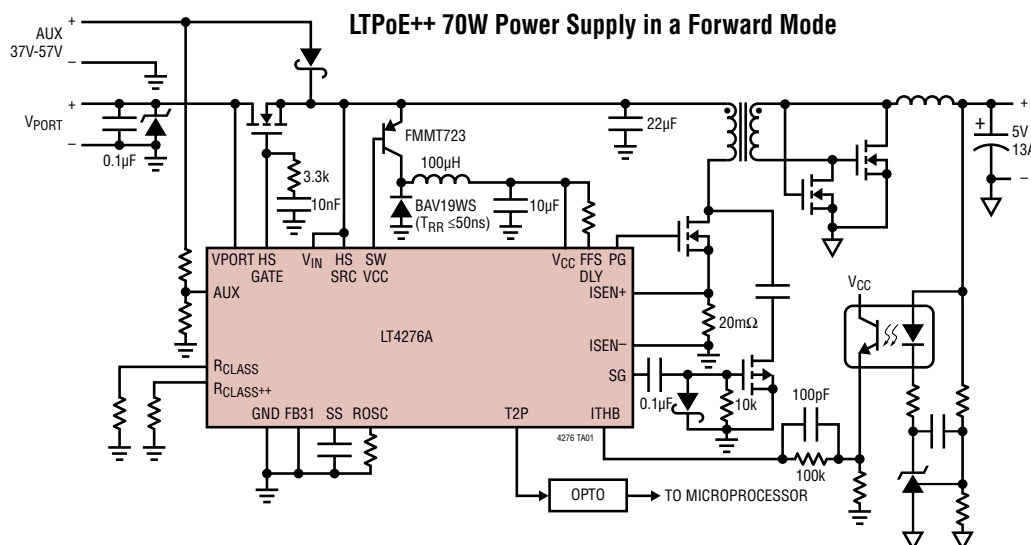 LTPoE++ 70W Power Supply in a Forward Mode
+
AUX
37V-57V
–
+
VPORT
–
0.1µF
3.3k
10nF
FMMT723
100µH
BAV19WS
(TRR ≤50ns)
10µF
22µF
+
+
5V
13A
–
VPORT
HS
GATE
VIN
HS
SRC
SW
VCC
VCC
FFS
DLY
PG
AUX
ISEN+
LT4276A
20mΩ
ISEN–
VCC
RCLASS
RCLASS++
SG
0.1µF
10k
100pF
GND
FB31
SS
ROSC
T2P
ITHB
4276 TA01
100k
OPTO
TO MICROPROCESSOR